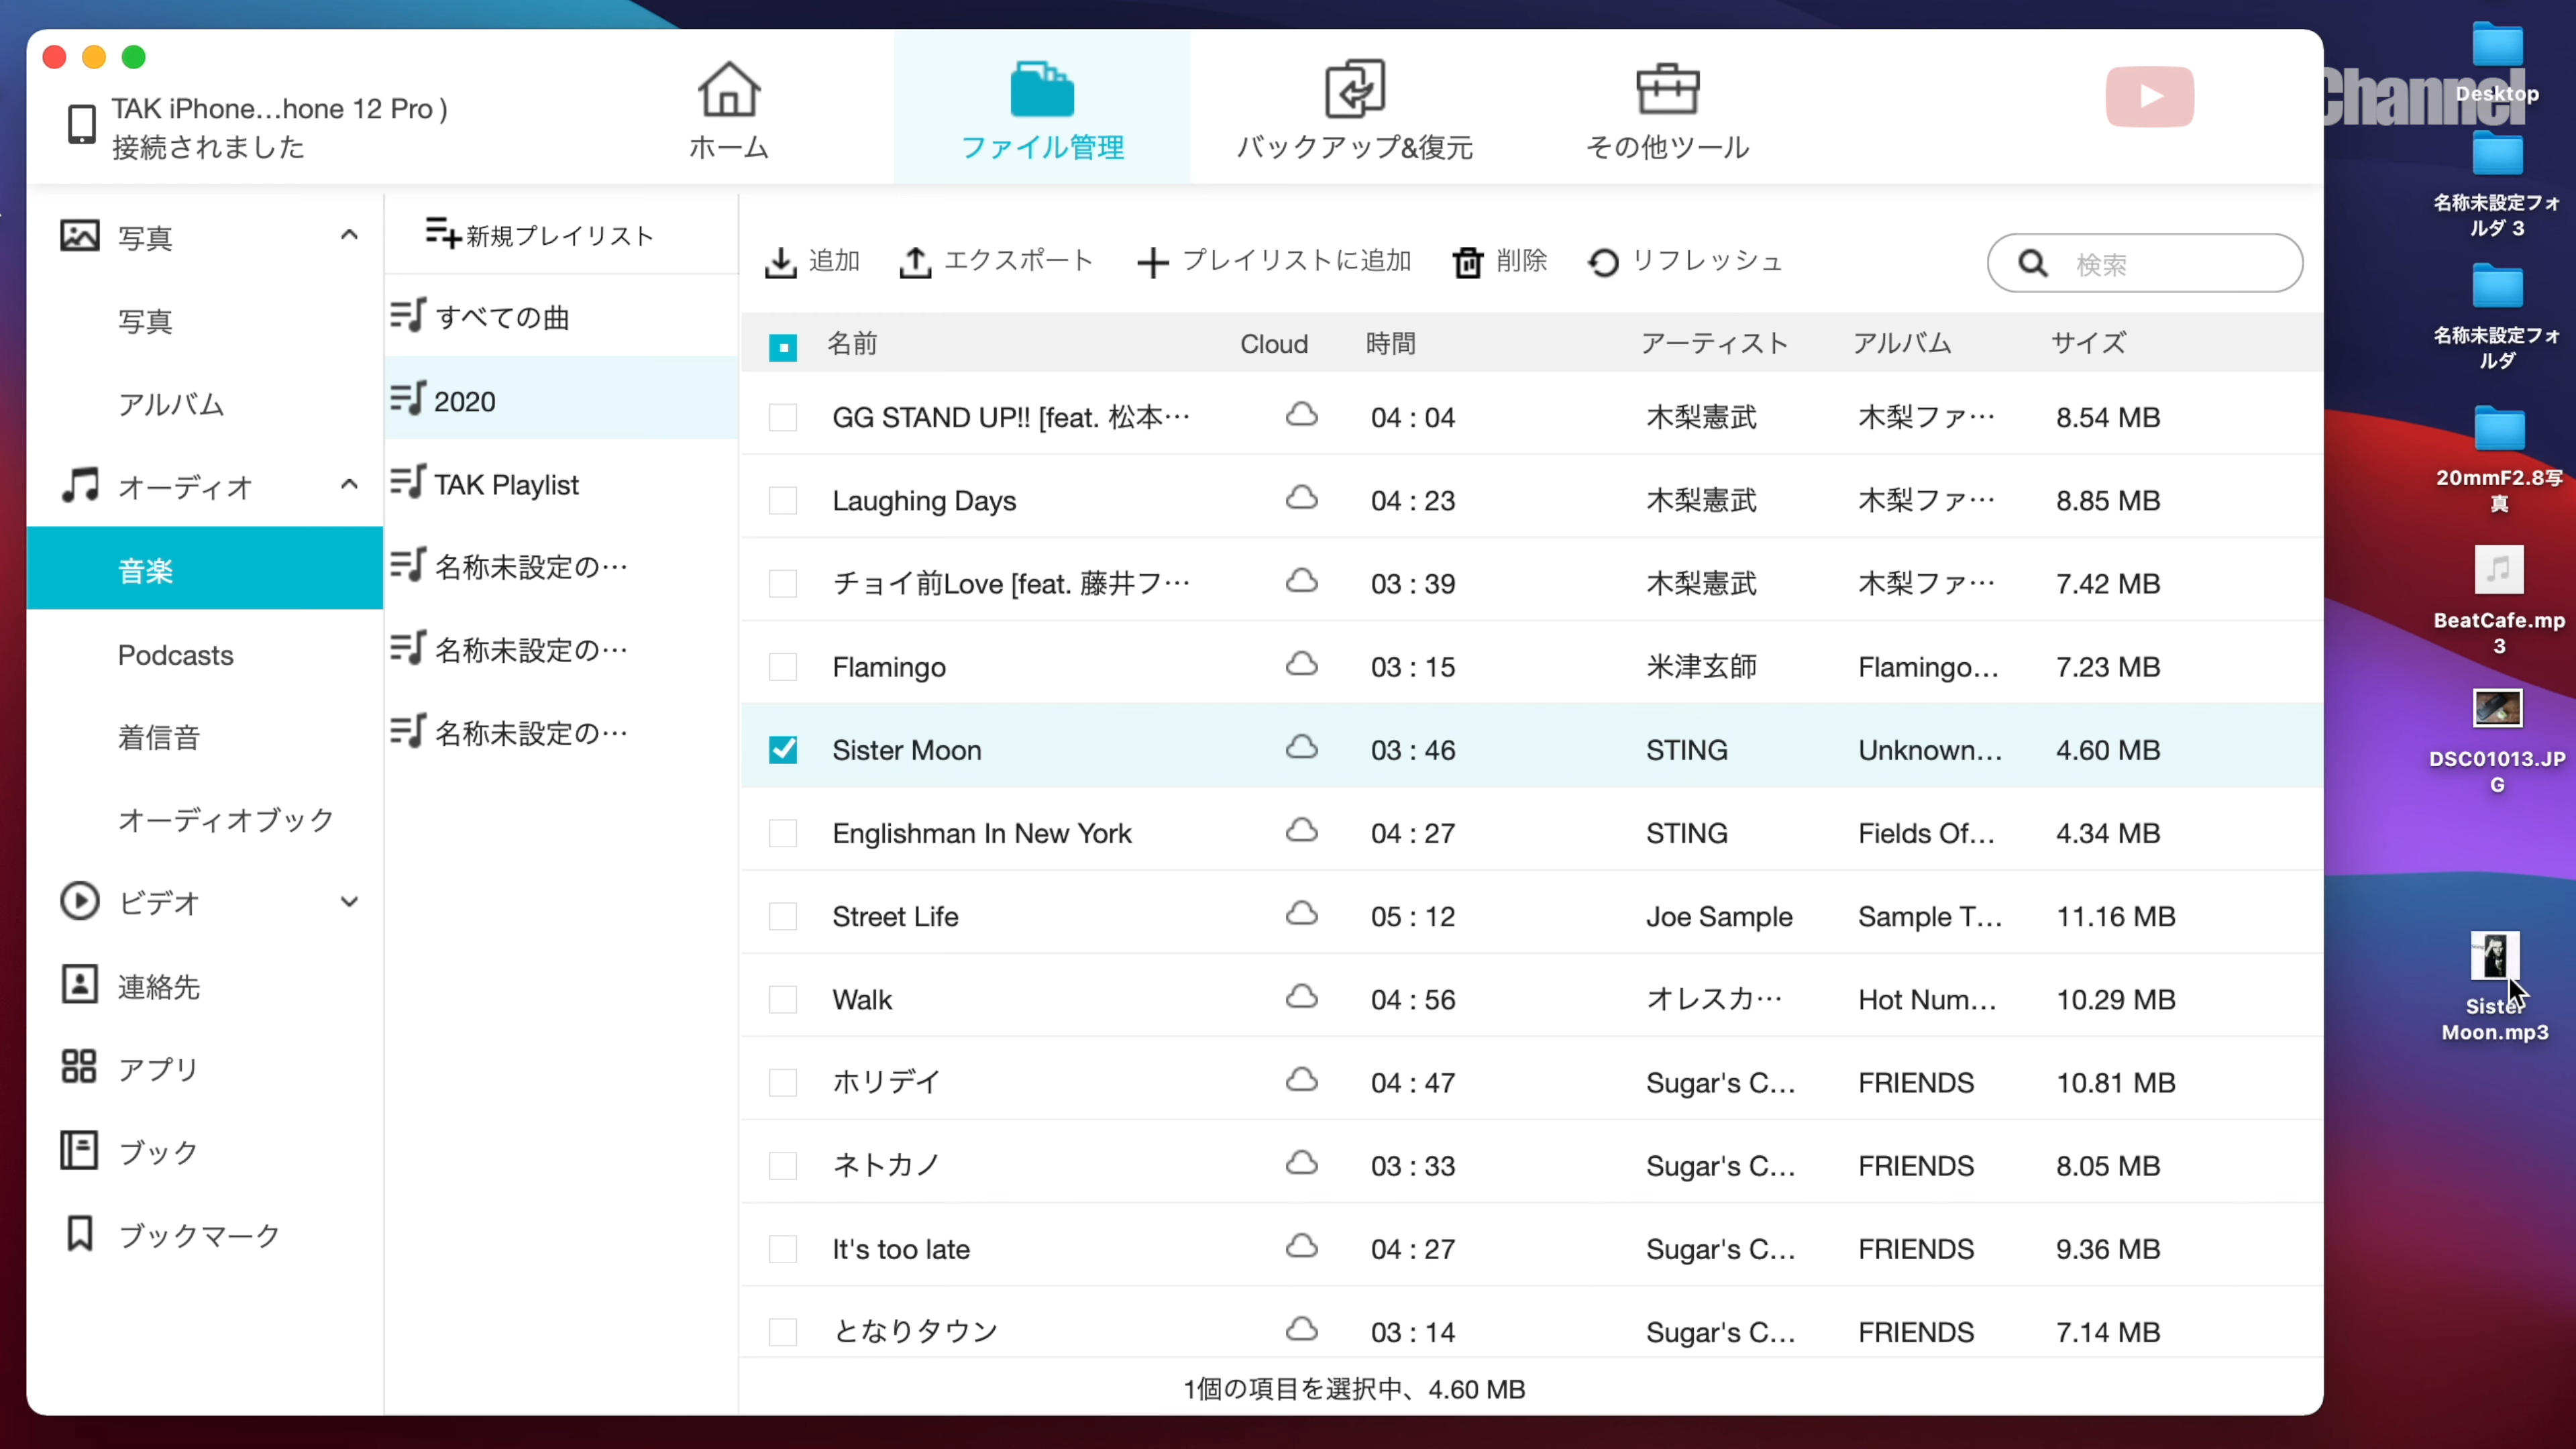 TAK iPhone...hone 12 Pro )
接続されました
ホーム
ファイル管理
バックアップ&復元
その他ツール
Channel
写真
写真
アルバム
オーディオ
音楽
Podcasts
着信音
オーディオブック
ビデオ
連絡先
アプリ
ブック
ブックマーク
新規プレイリスト
すべての曲
2020
TAK Playlist
名称未設定の…
名称未設定の…
名称未設定の…
追加 エクスポート プレイリストに追加 削除 リフレッシュ 検索
名前 Cloud 時間 アーティスト アルバム サイズ
GG STAND UP!! [feat. 松本… 04 : 04 木梨憲武 木梨ファ… 8.54 MB
Laughing Days 04 : 23 木梨憲武 木梨ファ… 8.85 MB
チョイ前Love [feat. 藤井フ… 03 : 39 木梨憲武 木梨ファ… 7.42 MB
Flamingo 03 : 15 米津玄師 Flamingo... 7.23 MB
Sister Moon 03 : 46 STING Unknown... 4.60 MB
Englishman In New York 04 : 27 STING Fields Of... 4.34 MB
Street Life 05 : 12 Joe Sample Sample T... 11.16 MB
Walk 04 : 56 オレスカ… Hot Num... 10.29 MB
ホリデイ 04 : 47 Sugar's C... FRIENDS 10.81 MB
ネトカノ 03 : 33 Sugar's C... FRIENDS 8.05 MB
It's too late 04 : 27 Sugar's C... FRIENDS 9.36 MB
となりタウン 03 : 14 Sugar's C... FRIENDS 7.14 MB
1個の項目を選択中、4.60 MB
Desktop
名称未設定フォ
ルダ 3
名称未設定フォ
ルダ
20mmF2.8写
真
BeatCafe.mp
3
DSC01013.JP
G
Sister
Moon.mp3